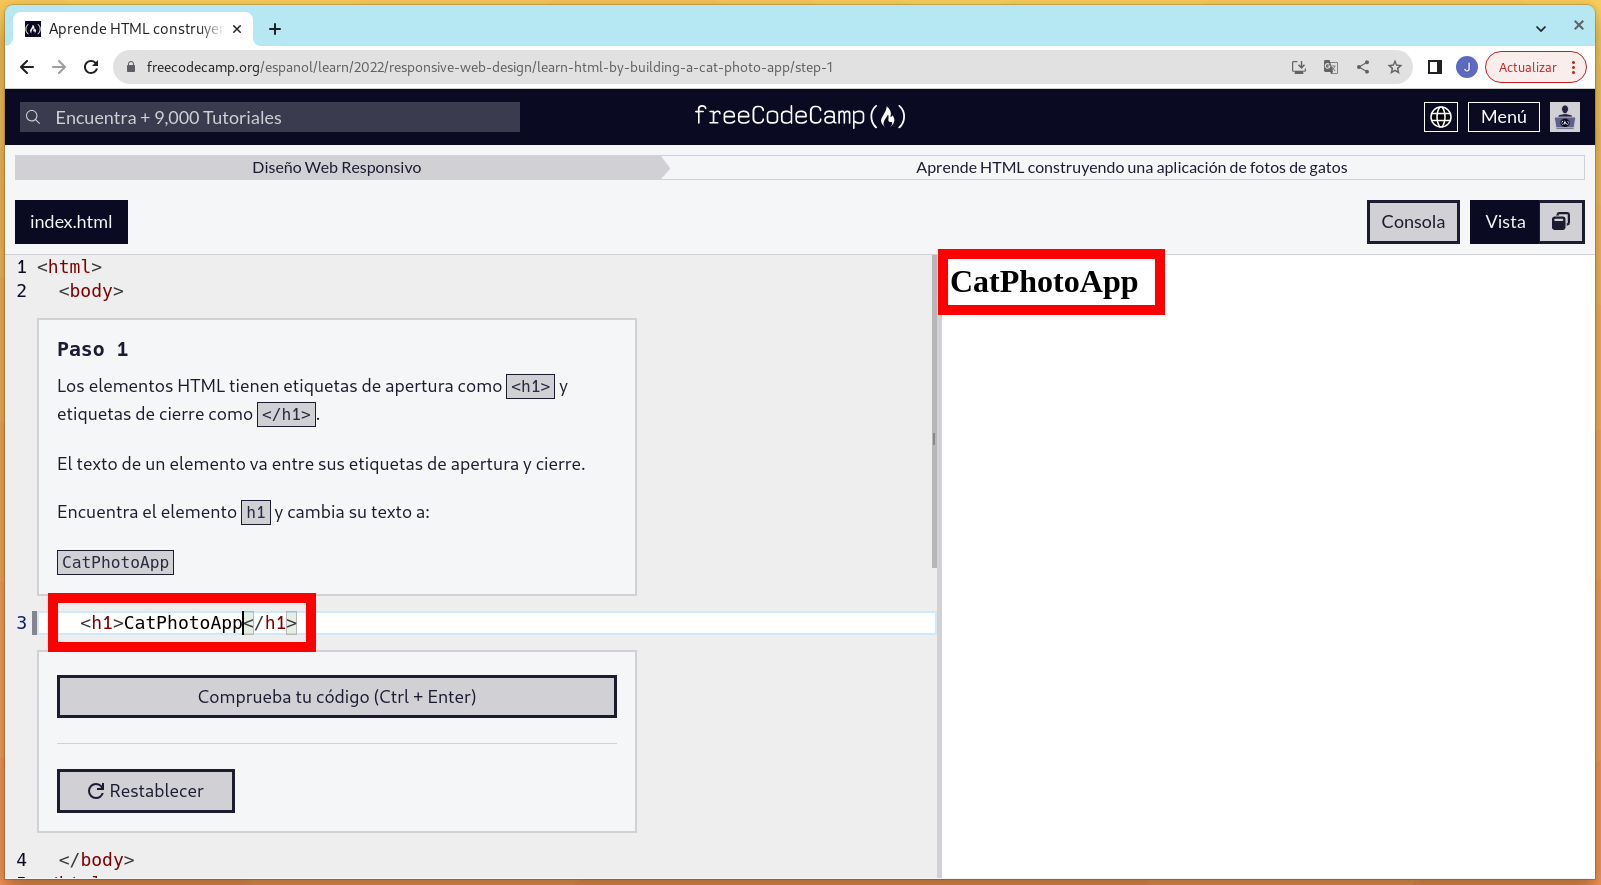 Aprende HTML construye
freecodecamp.org/espanol/learn/2022/responsive-web-design/learn-html-by-building-a-cat-photo-app/step-1
J
Actualizar
Encuentra + 9,000 Tutoriales
freeCodeCamp
Menú
Diseño Web Responsivo
Aprende HTML construyendo una aplicación de fotos de gatos
index.html
Consola
Vista
1 <html>
2 <body>
CatPhotoApp
Paso 1
Los elementos HTML tienen etiquetas de apertura como <h1> y
etiquetas de cierre como </h1>.
El texto de un elemento va entre sus etiquetas de apertura y cierre.
Encuentra el elemento h1 y cambia su texto a:
CatPhotoApp
3 <h1>CatPhotoApp</h1>
Comprueba tu código (Ctrl + Enter)
Restablecer
4 </body>